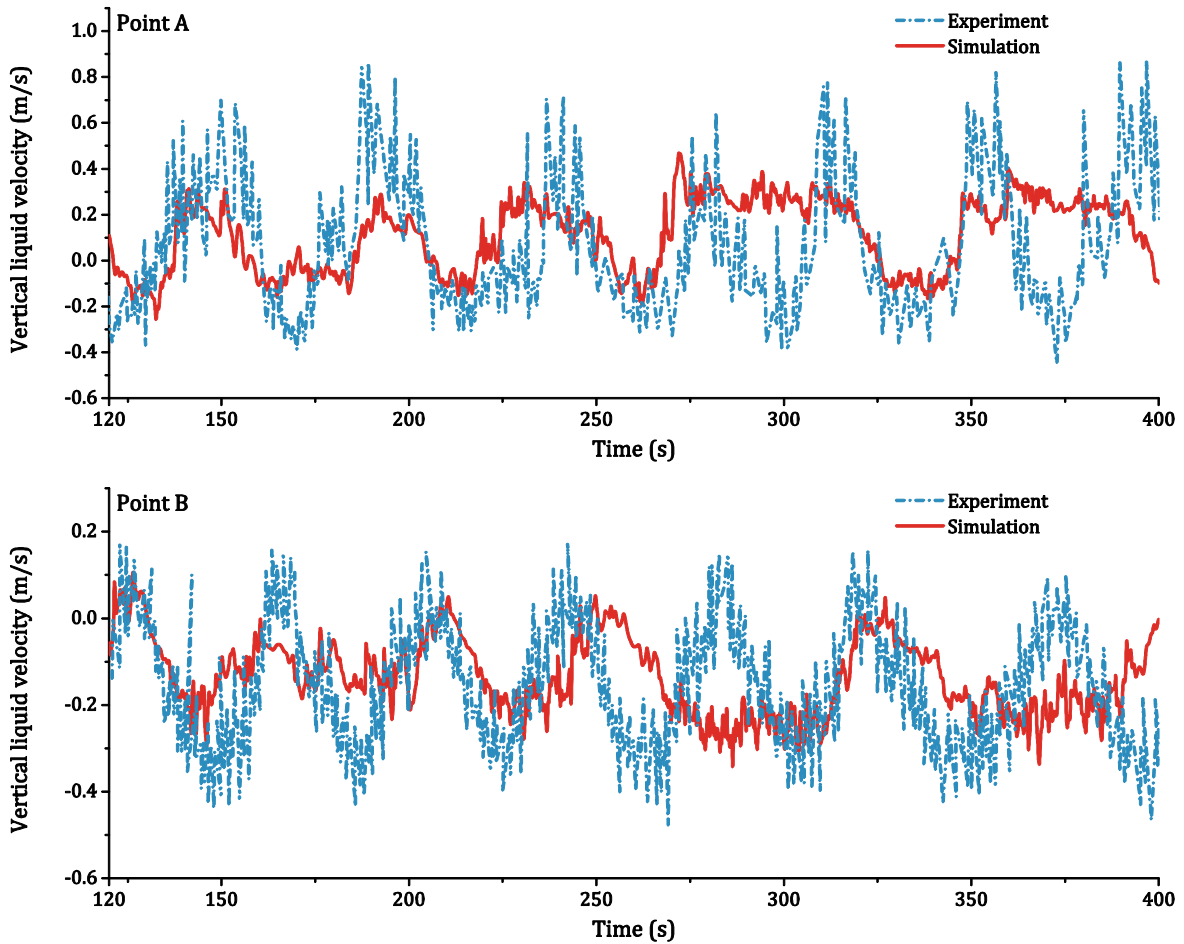 Point A
Experiment
Simulation
Vertical liquid velocity (m/s)
1.0
0.8
0.6
0.4
0.2
0.0
-0.2
-0.4
-0.6
120 150 200 250 300 350 400
Time (s)
Point B
Experiment
Simulation
Vertical liquid velocity (m/s)
0.2
0.0
-0.2
-0.4
-0.6
120 150 200 250 300 350 400
Time (s)